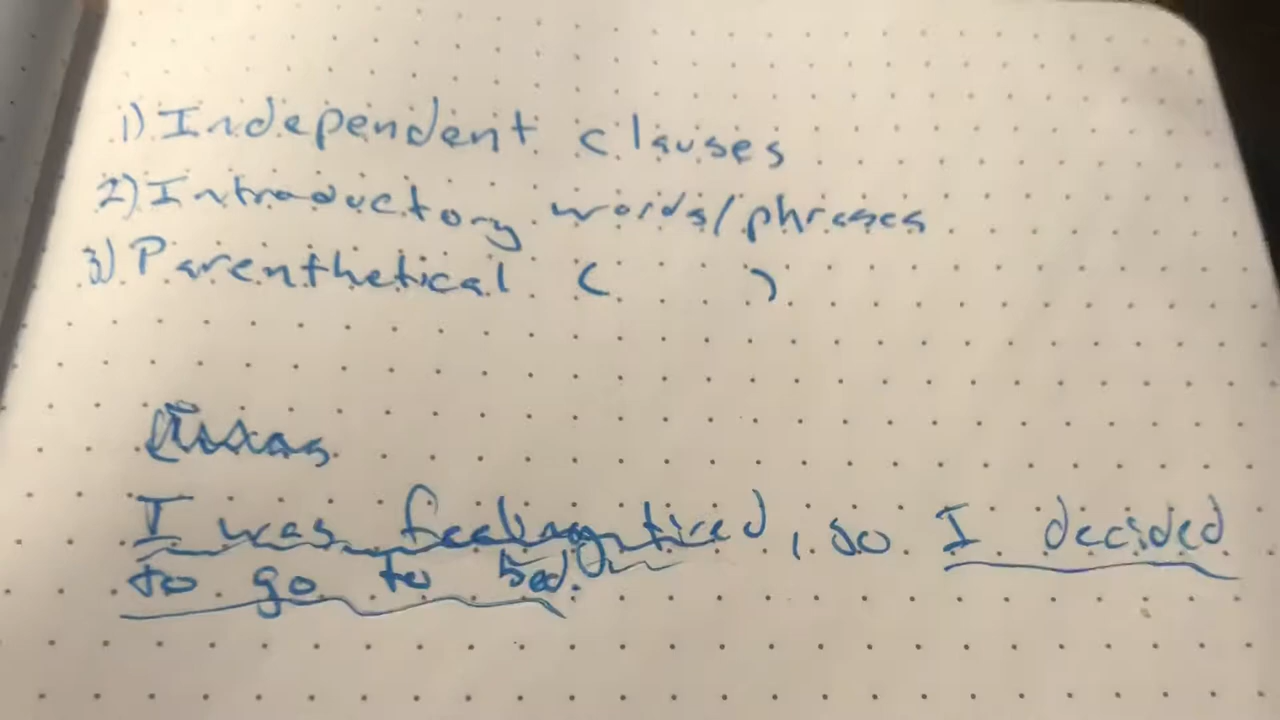 1) Independent clauses
2) Introductory words/phrases
3) Parenthetical ( )
I was feeling tired, so I decided
to go to bed.